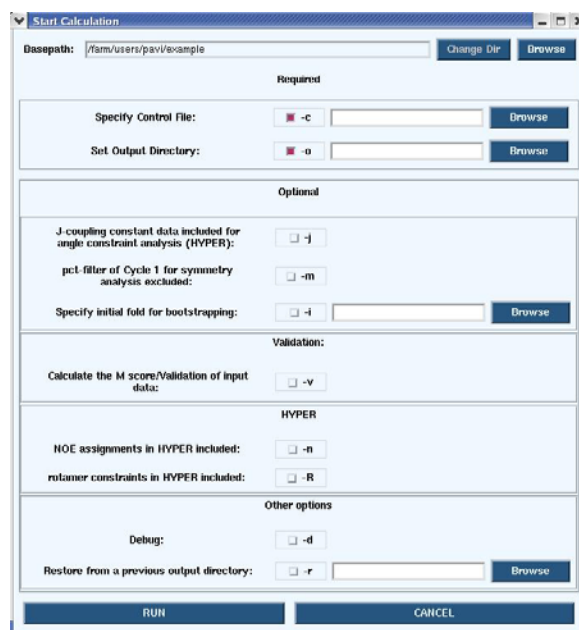 Start Calculation
Basepath: /farm/users/pavi/example Change Dir Browse
Required
Specify Control File: -c Browse
Set Output Directory: -o Browse
Optional
J-coupling constant data included for
angle constraint analysis (HYPER): -j
pct-filter of Cycle 1 for symmetry
analysis excluded: -m
Specify initial fold for bootstrapping: -i Browse
Validation:
Calculate the M score/Validation of input
data: -v
HYPER
NOE assignments in HYPER included: -n
rotamer constraints in HYPER included: -R
Other options
Debug: -d
Restore from a previous output directory: -r Browse
RUN CANCEL